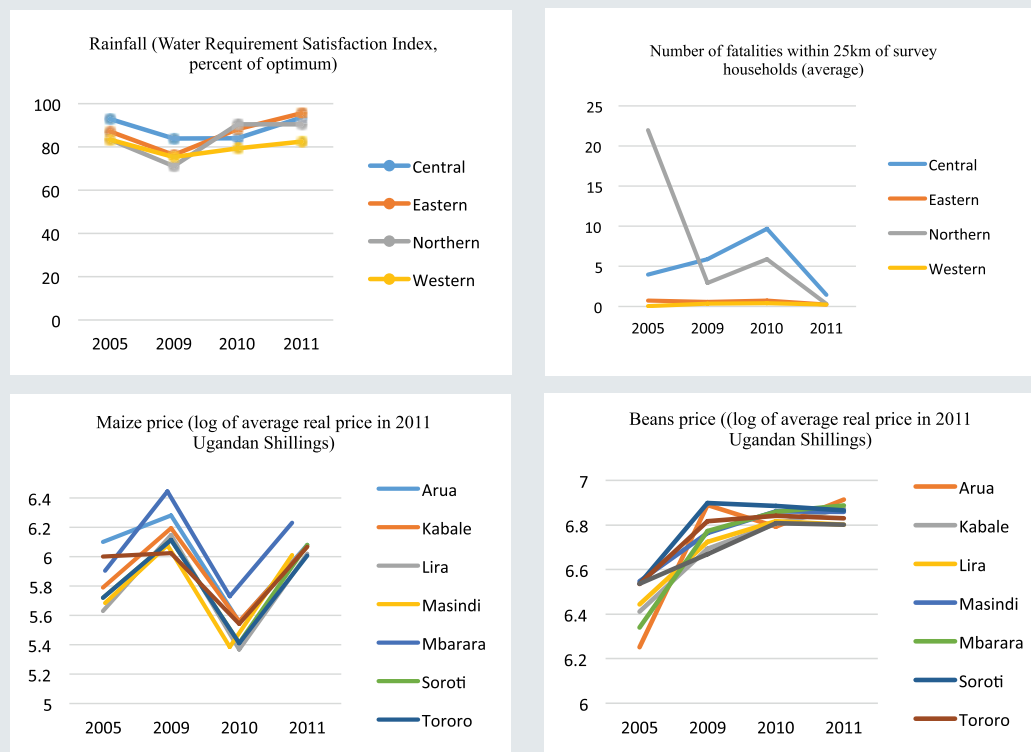 Rainfall (Water Requirement Satisfaction Index,
percent of optimum)
100
80
60
40
20
0
2005 2009 2010 2011
Central
Eastern
Northern
Western
Number of fatalities within 25km of survey
households (average)
25
20
15
10
5
0
2005 2009 2010 2011
Central
Eastern
Northern
Western
Maize price (log of average real price in 2011
Ugandan Shillings)
6.4
6.2
6
5.8
5.6
5.4
5.2
5
2005 2009 2010 2011
Arua
Kabale
Lira
Masindi
Mbarara
Soroti
Tororo
Beans price ((log of average real price in 2011
Ugandan Shillings)
7
6.8
6.6
6.4
6.2
6
2005 2009 2010 2011
Arua
Kabale
Lira
Masindi
Mbarara
Soroti
Tororo